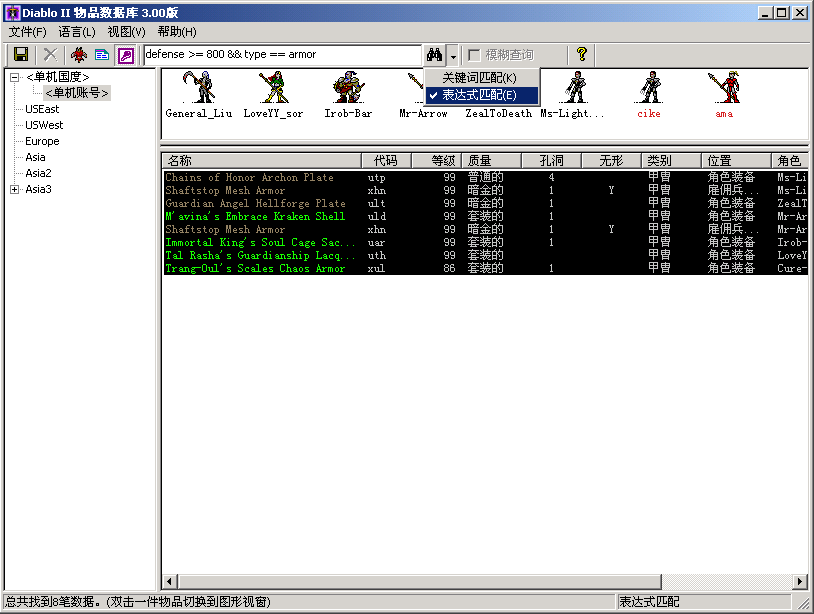 Diablo II 物品数据库 3.00版
文件(F) 语言(L) 视图(V) 帮助(H)
defense >= 800 && type == armor
模糊查询
关键词匹配(K)
表达式匹配(E)
<单机国度>
<单机账号>
USEast
USWest
Europe
Asia
Asia2
Asia3
General_Liu LoveYY_sor Irob-Bar Mr-Arrow ZealToDeath Ms-Light... cike ama
名称 代码 等级 质量 孔洞 无形 类别 位置 角色
Chains of Honor Archon Plate utp 99 普通的 4 甲胄 角色装备 Ms-Li
Shaftstop Mesh Armor xhn 99 暗金的 1 Y 甲胄 雇佣兵... Mr-Ar
Guardian Angel Hellforge Plate ult 99 暗金的 1 甲胄 角色装备 ZealT
M'avina's Embrace Kraken Shell uld 99 套装的 1 甲胄 角色装备 Mr-Ar
Shaftstop Mesh Armor xhn 99 暗金的 1 Y 甲胄 雇佣兵... Mr-Ar
Immortal King's Soul Cage Sac... uar 99 套装的 1 甲胄 角色装备 Irob-
Tal Rasha's Guardianship Lacq... uth 99 套装的 甲胄 角色装备 LoveY
Trang-Oul's Scales Chaos Armor xul 86 套装的 1 甲胄 角色装备 Cure-
总共找到8笔数据。(双击一件物品切换到图形视窗)
表达式匹配